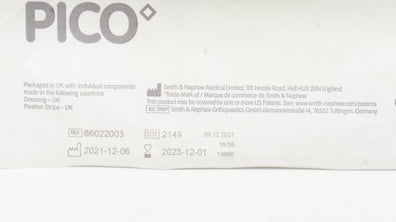 PICO
Packaged in UK with individual components
made in the following countries
Dressing – UK
Fixation Strips - UK
Smith & Nephew Medical Limited, 101 Hessle Road, Hull HU3 2BN England
*Trade Mark of / Marque de commerce de Smith & Nephew
This product may be covered by one or more US Patents. See www.smith-nephew.com/patents
EC REP Smith & Nephew Orthopaedics GmbH Alemannenstrasse 14, 78532 Tuttlingen, Germany
REF 66022003 LOT 2149 09.12.2021
2021-12-06 2023-12-01
14860